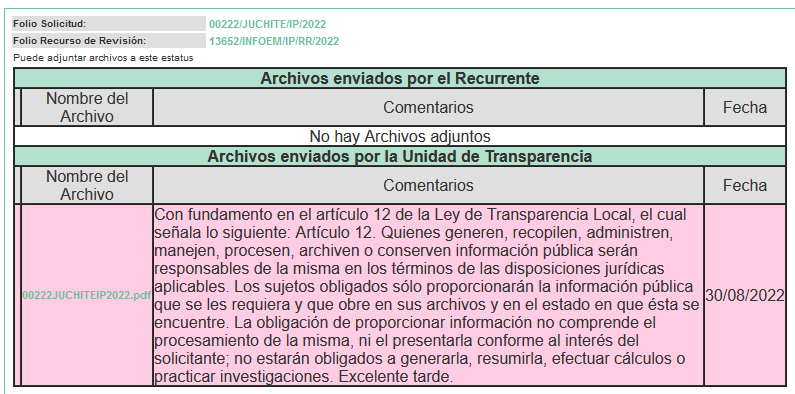 Folio Solicitud: 00222/JUCHITE/IP/2022
Folio Recurso de Revisión: 13652/INFOEM/IP/RR/2022
Puede adjuntar archivos a este estatus
Archivos enviados por el Recurrente
Nombre del Archivo Comentarios Fecha
No hay Archivos adjuntos
Archivos enviados por la Unidad de Transparencia
Nombre del Archivo Comentarios Fecha
00222JUCHITEIP2022.pdf
Con fundamento en el artículo 12 de la Ley de Transparencia Local, el cual
señala lo siguiente: Artículo 12. Quienes generen, recopilen, administren,
manejen, procesen, archiven o conserven información pública serán
responsables de la misma en los términos de las disposiciones jurídicas
aplicables. Los sujetos obligados sólo proporcionarán la información pública
que se les requiera y que obre en sus archivos y en el estado en que ésta se
encuentre. La obligación de proporcionar información no comprende el
procesamiento de la misma, ni el presentarla conforme al interés del
solicitante; no estarán obligados a generarla, resumirla, efectuar cálculos o
practicar investigaciones. Excelente tarde.
30/08/2022